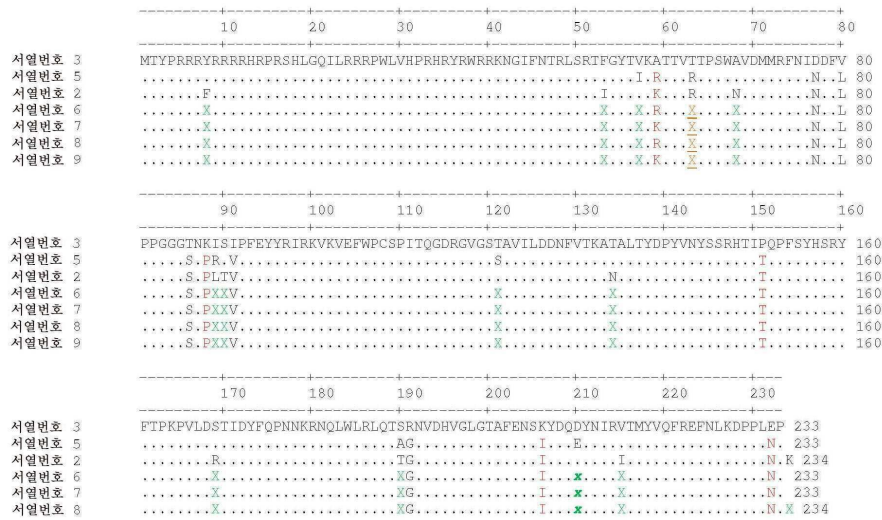 ----------+---------+---------+---------+---------+---------+---------+---------+
10 20 30 40 50 60 70 80
----------+---------+---------+---------+---------+---------+---------+---------+
서열번호 3 MTYPRRRYRRRRHRPRSHLGQILRRRPWLVHPRHRYRWRRKNGIFNTRLSRTFGYTVKATTVTTPSWAVDMMRFNIDDFV 80
서열번호 5 ........................................................I.R...R.............N..L 80
서열번호 2 .......F............................................I.....K...R....N........N..L 80
서열번호 6 .......X............................................X...X.R...X....X........N..L 80
서열번호 7 .......X............................................X...X.K...X....X........N..L 80
서열번호 8 .......X............................................X...X.R...X....X........N..L 80
서열번호 9 .......X............................................X...X.K...X....X........N..L 80
----------+---------+---------+---------+---------+---------+---------+---------+
90 100 110 120 130 140 150 160
----------+---------+---------+---------+---------+---------+---------+---------+
서열번호 3 PPGGGTNKISIPFEYYRIRKVKVEFWPCSPITQGDRGVGSTAVILDDNFVTKATALTYDPYVNYSSRHTIPQPFSYHSRY 160
서열번호 5 .....S.PR.V.............................S.............................T......... 160
서열번호 2 .....S.PLTV..........................................N................T......... 160
서열번호 6 .....S.PXXV.............................X............X................T......... 160
서열번호 7 .....S.PXXV.............................X............X................T......... 160
서열번호 8 .....S.PXXV.............................X............X................T......... 160
서열번호 9 .....S.PXXV.............................X............X................T......... 160
----------+---------+---------+---------+---------+---------+---------+---
170 180 190 200 210 220 230
----------+---------+---------+---------+---------+---------+---------+---
서열번호 3 FTPKPVLDSTIDYFQPNNKRNQLWLRLQTSRNVDHVGLGTAFENSKYDQDYNIRVTMYVQFREFNLKDPPLEP 233
서열번호 5 .............................AG..............I...E.....................N. 233
서열번호 2 ........R....................TG..............I........I................N.K 234
서열번호 6 ........X....................XG..............I...x....X................N. 233
서열번호 7 ........X....................XG..............I...x....X................N. 233
서열번호 8 ........X....................XG..............I...x....X................N.X 234